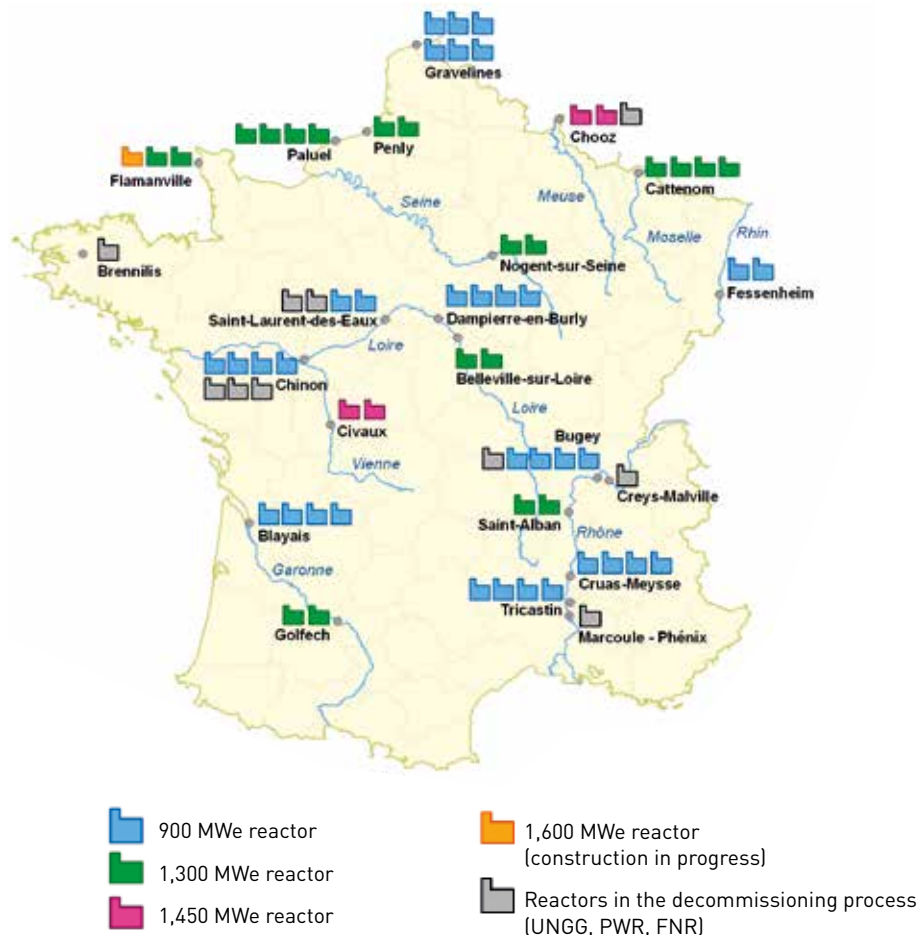 Gravelines
Chooz
Penly
Paluel
Flamanville
Cattenom
Seine
Meuse
Moselle
Rhin
Brennilis
Nogent-sur-Seine
Fessenheim
Saint-Laurent-des-Eaux
Dampierre-en-Burly
Loire
Chinon
Belleville-sur-Loire
Loire
Civaux
Bugey
Vienne
Creys-Malville
Saint-Alban
Blayais
Rhône
Garonne
Cruas-Meysse
Tricastin
Golfech
Marcoule - Phénix
900 MWe reactor
1,300 MWe reactor
1,450 MWe reactor
1,600 MWe reactor
(construction in progress)
Reactors in the decommissioning process
(UNGG, PWR, FNR)